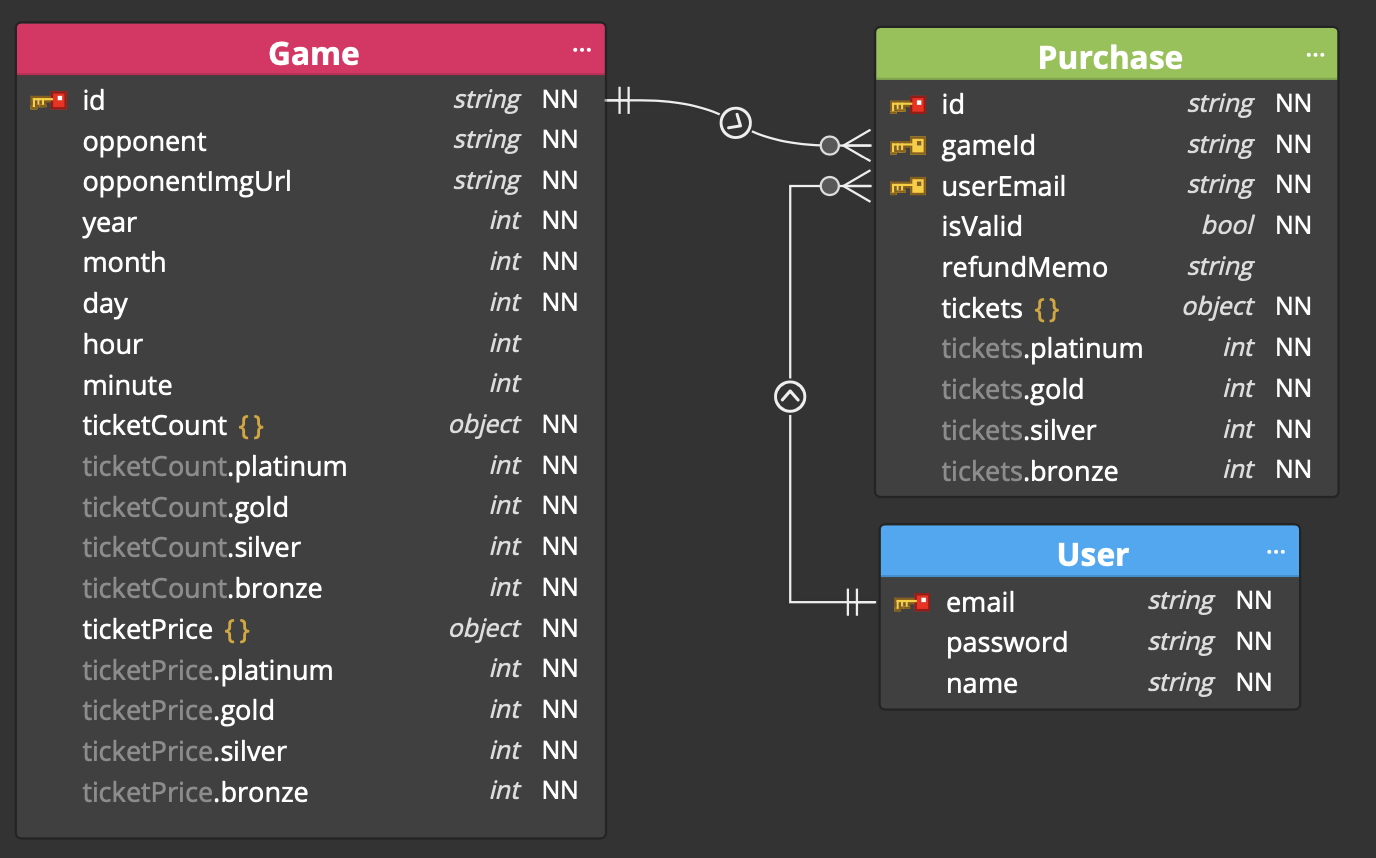 Game ...
id string NN
opponent string NN
opponentImgUrl string NN
year int NN
month int NN
day int NN
hour int
minute int
ticketCount {} object NN
ticketCount.platinum int NN
ticketCount.gold int NN
ticketCount.silver int NN
ticketCount.bronze int NN
ticketPrice {} object NN
ticketPrice.platinum int NN
ticketPrice.gold int NN
ticketPrice.silver int NN
ticketPrice.bronze int NN
Purchase ...
id string NN
gameId string NN
userEmail string NN
isValid bool NN
refundMemo string
tickets {} object NN
tickets.platinum int NN
tickets.gold int NN
tickets.silver int NN
tickets.bronze int NN
User ...
email string NN
password string NN
name string NN